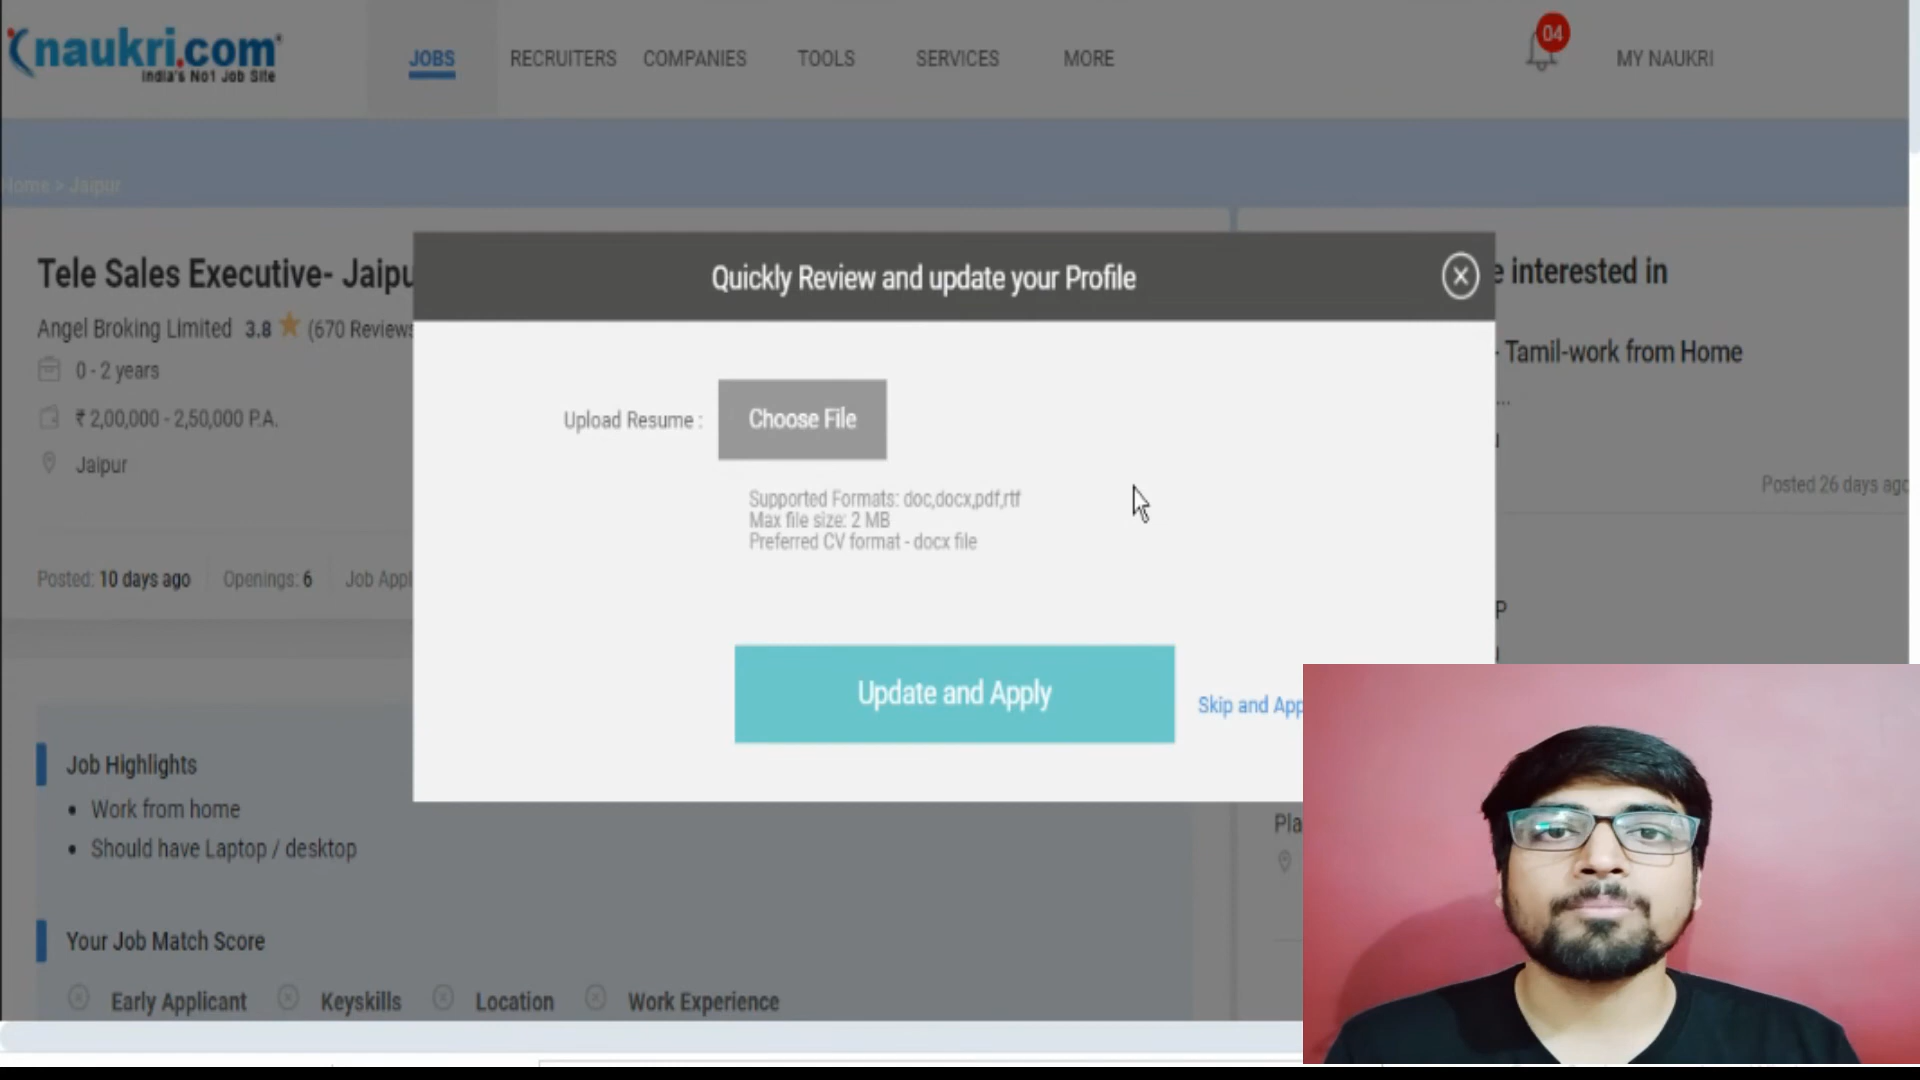 naukri.com
India's No1 Job Site
JOBS
RECRUITERS
COMPANIES
TOOLS
SERVICES
MORE
04
MY NAUKRI
Home > Jaipur
Tele Sales Executive- Jaipu
Angel Broking Limited 3.8 (670 Reviews
0 - 2 years
₹ 2,00,000 - 2,50,000 P.A.
Jaipur
Posted: 10 days ago
Openings: 6
Job Appl
Quickly Review and update your Profile
Upload Resume :
Choose File
Supported Formats: doc,docx,pdf,rtf
Max file size: 2 MB
Preferred CV format - docx file
Update and Apply
Skip and App
e interested in
- Tamil-work from Home
...
Posted 26 days ago
P
Pla
Job Highlights
• Work from home
• Should have Laptop / desktop
Your Job Match Score
Early Applicant
Keyskills
Location
Work Experience